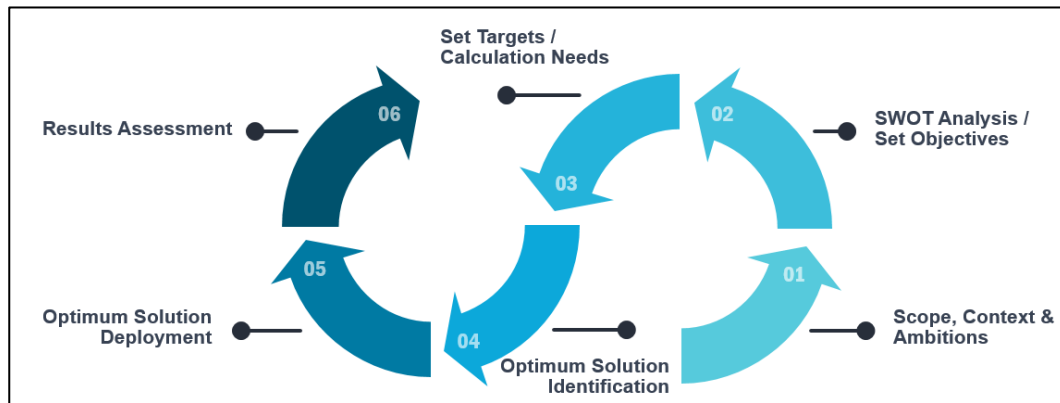 Set Targets /
Calculation Needs
06
02
Results Assessment
SWOT Analysis /
Set Objectives
03
05
01
Optimum Solution
Deployment
04
Optimum Solution
Identification
Scope, Context &
Ambitions